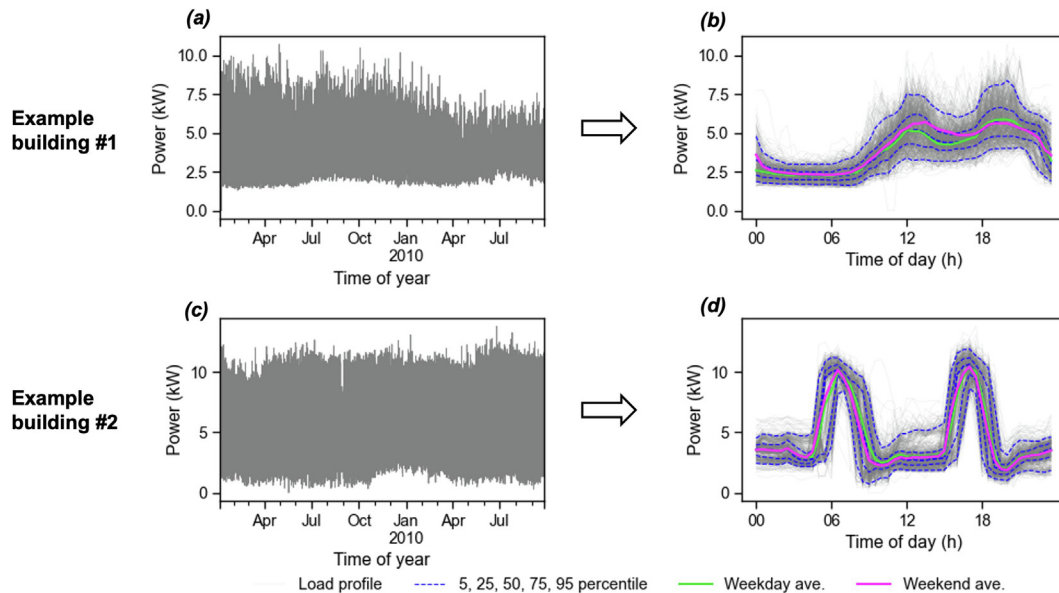 (a)
(b)
Example
building #1
Power (kW)
10.0
7.5
5.0
2.5
0.0
Apr Jul Oct Jan Apr Jul
2010
Time of year
Power (kW)
10.0
7.5
5.0
2.5
0.0
00 06 12 18
Time of day (h)
(c)
(d)
Example
building #2
Power (kW)
10
5
0
Apr Jul Oct Jan Apr Jul
2010
Time of year
Power (kW)
10
5
0
00 06 12 18
Time of day (h)
Load profile 5, 25, 50, 75, 95 percentile Weekday ave. Weekend ave.